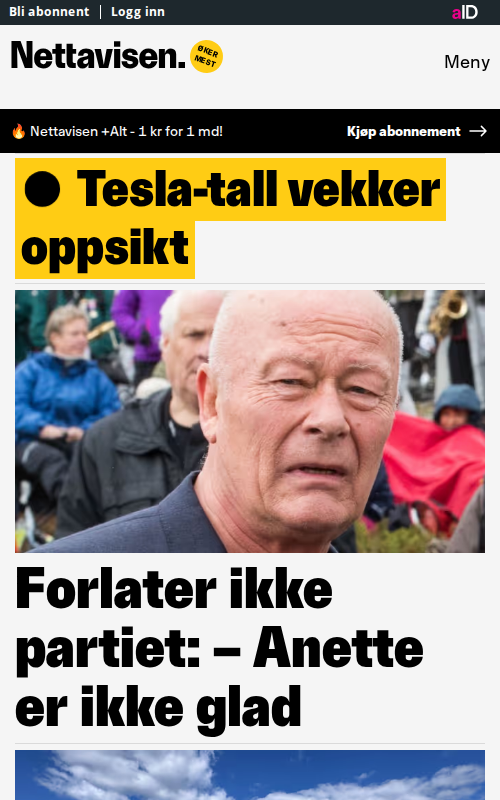 Bli abonnent | Logg inn
aID
Nettavisen.
ØKER
MEST
Meny
🔥 Nettavisen +Alt - 1 kr for 1 md!
Kjøp abonnement →
● Tesla-tall vekker
oppsikt
Forlater ikke
partiet: – Anette
er ikke glad